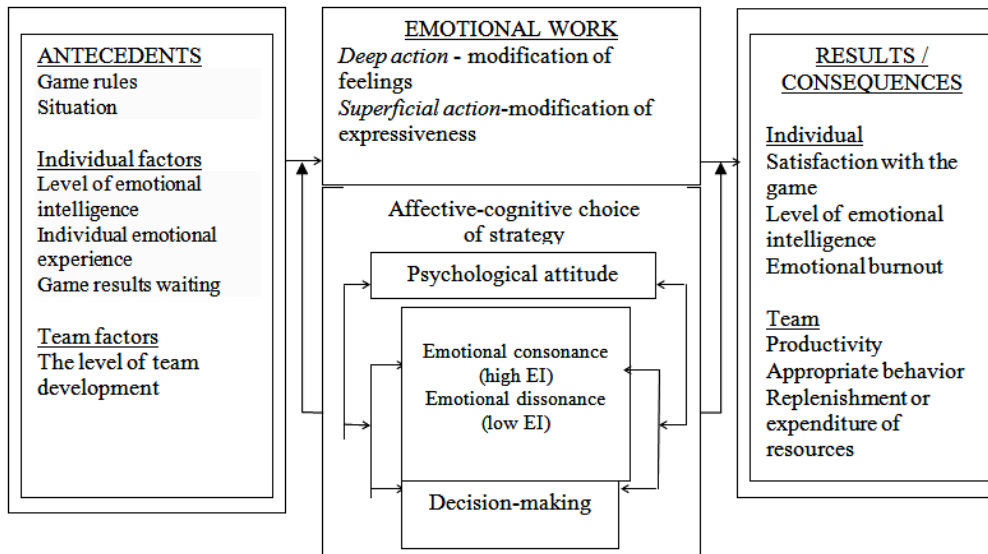 ANTECEDENTS
Game rules
Situation
Individual factors
Level of emotional
intelligence
Individual emotional
experience
Game results waiting
Team factors
The level of team
development
EMOTIONAL WORK
Deep action - modification of
feelings
Superficial action-modification of
expressiveness
Affective-cognitive choice
of strategy
Psychological attitude
Emotional consonance
(high EI)
Emotional dissonance
(low EI)
Decision-making
RESULTS /
CONSEQUENCES
Individual
Satisfaction with the
game
Level of emotional
intelligence
Emotional burnout
Team
Productivity
Appropriate behavior
Replenishment or
expenditure of
resources